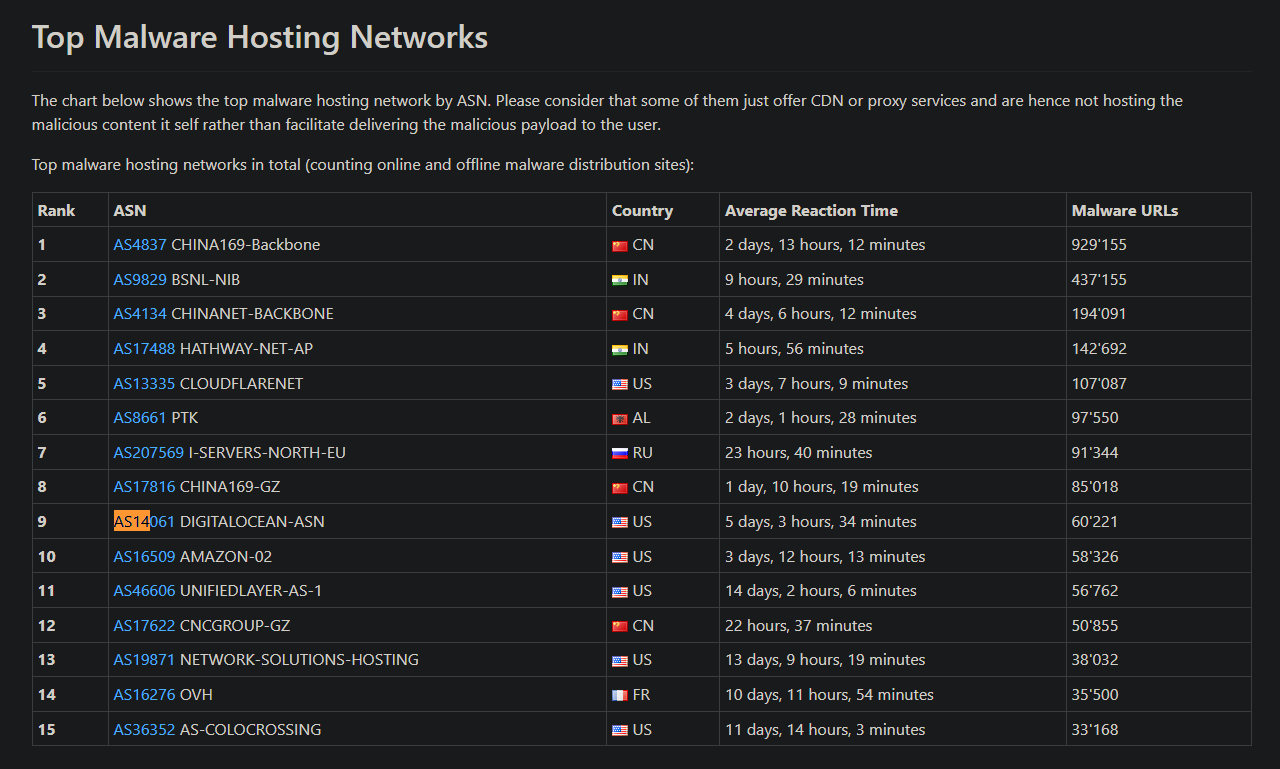 Top Malware Hosting Networks
The chart below shows the top malware hosting network by ASN. Please consider that some of them just offer CDN or proxy services and are hence not hosting the
malicious content it self rather than facilitate delivering the malicious payload to the user.
Top malware hosting networks in total (counting online and offline malware distribution sites):
Rank ASN Country Average Reaction Time Malware URLs
1 AS4837 CHINA169-Backbone CN 2 days, 13 hours, 12 minutes 929'155
2 AS9829 BSNL-NIB IN 9 hours, 29 minutes 437'155
3 AS4134 CHINANET-BACKBONE CN 4 days, 6 hours, 12 minutes 194'091
4 AS17488 HATHWAY-NET-AP IN 5 hours, 56 minutes 142'692
5 AS13335 CLOUDFLARENET US 3 days, 7 hours, 9 minutes 107'087
6 AS8661 PTK AL 2 days, 1 hours, 28 minutes 97'550
7 AS207569 I-SERVERS-NORTH-EU RU 23 hours, 40 minutes 91'344
8 AS17816 CHINA169-GZ CN 1 day, 10 hours, 19 minutes 85'018
9 AS14061 DIGITALOCEAN-ASN US 5 days, 3 hours, 34 minutes 60'221
10 AS16509 AMAZON-02 US 3 days, 12 hours, 13 minutes 58'326
11 AS46606 UNIFIEDLAYER-AS-1 US 14 days, 2 hours, 6 minutes 56'762
12 AS17622 CNCGROUP-GZ CN 22 hours, 37 minutes 50'855
13 AS19871 NETWORK-SOLUTIONS-HOSTING US 13 days, 9 hours, 19 minutes 38'032
14 AS16276 OVH FR 10 days, 11 hours, 54 minutes 35'500
15 AS36352 AS-COLOCROSSING US 11 days, 14 hours, 3 minutes 33'168